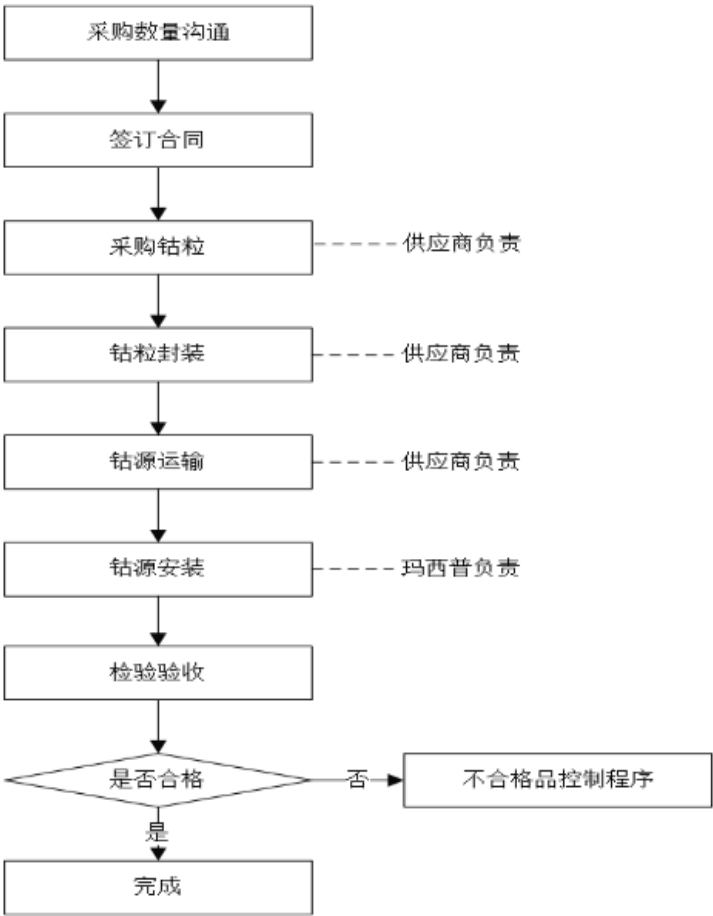 采购数量沟通
签订合同
采购钴粒
供应商负责
钴粒封装
供应商负责
钴源运输
供应商负责
钴源安装
玛西普负责
检验验收
是否合格
否
不合格品控制程序
是
完成